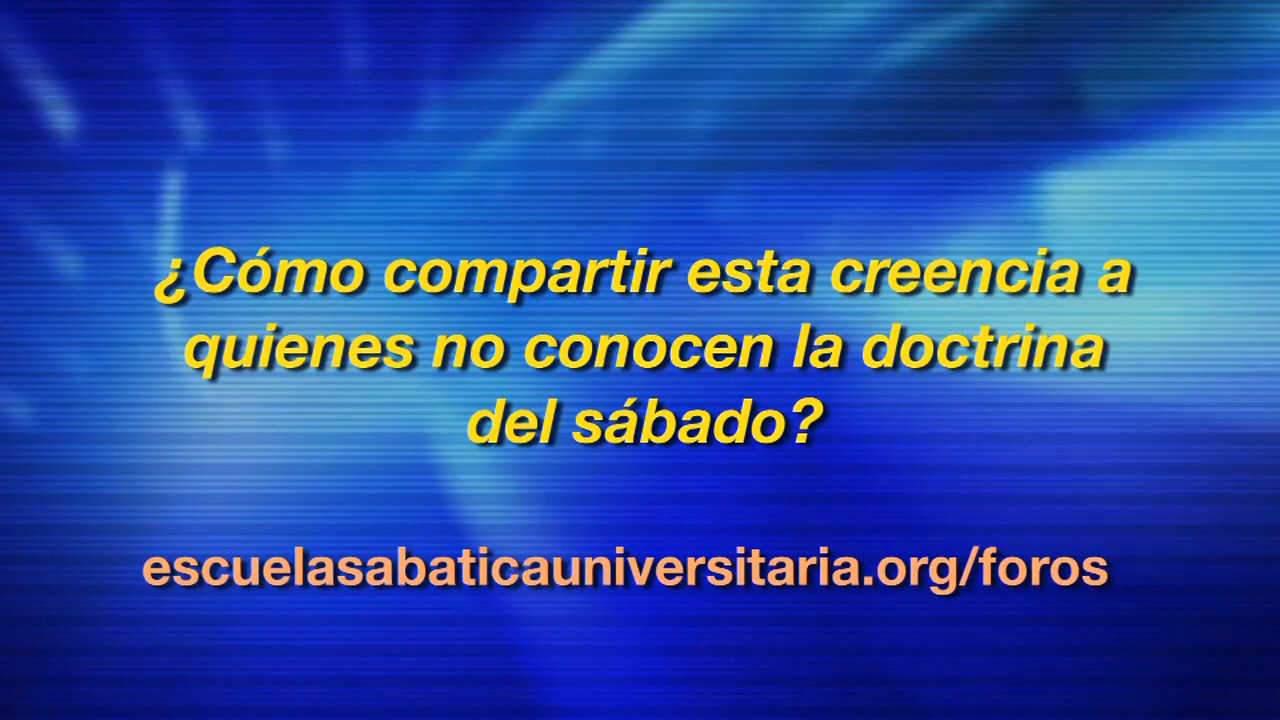 ¿Cómo compartir esta creencia a
quienes no conocen la doctrina
del sábado?
escuelasabaticauniversitaria.org/foros